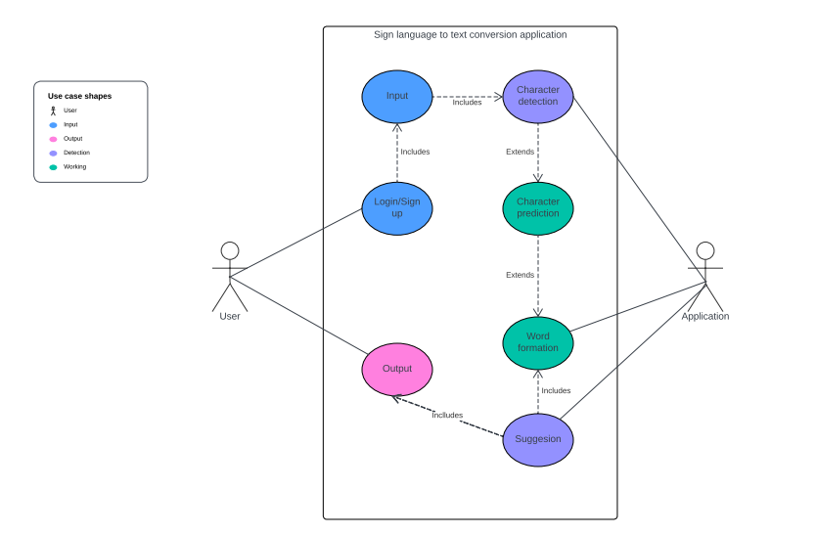 Sign language to text conversion application
Use case shapes
User
Input
Output
Detection
Working
Input
Includes
Character
detection
Includes
Extends
Login/Sign
up
Character
prediction
Extends
User
Application
Word
formation
Output
Includes
Inclludes
Suggesion